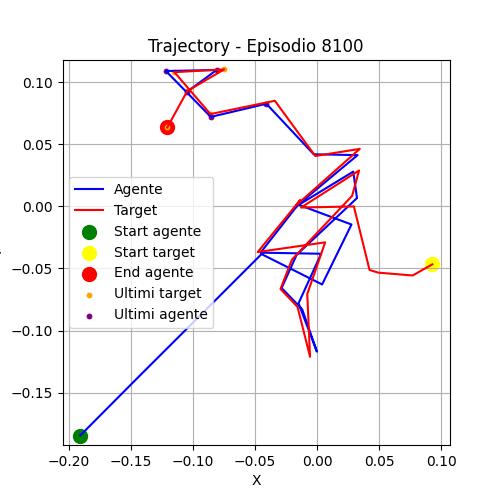 Trajectory - Episodio 8100
0.10
0.05
0.00
−0.05
−0.10
−0.15
Agente
Target
Start agente
Start target
End agente
Ultimi target
Ultimi agente
−0.20
−0.15
−0.10
−0.05
0.00
0.05
0.10
X